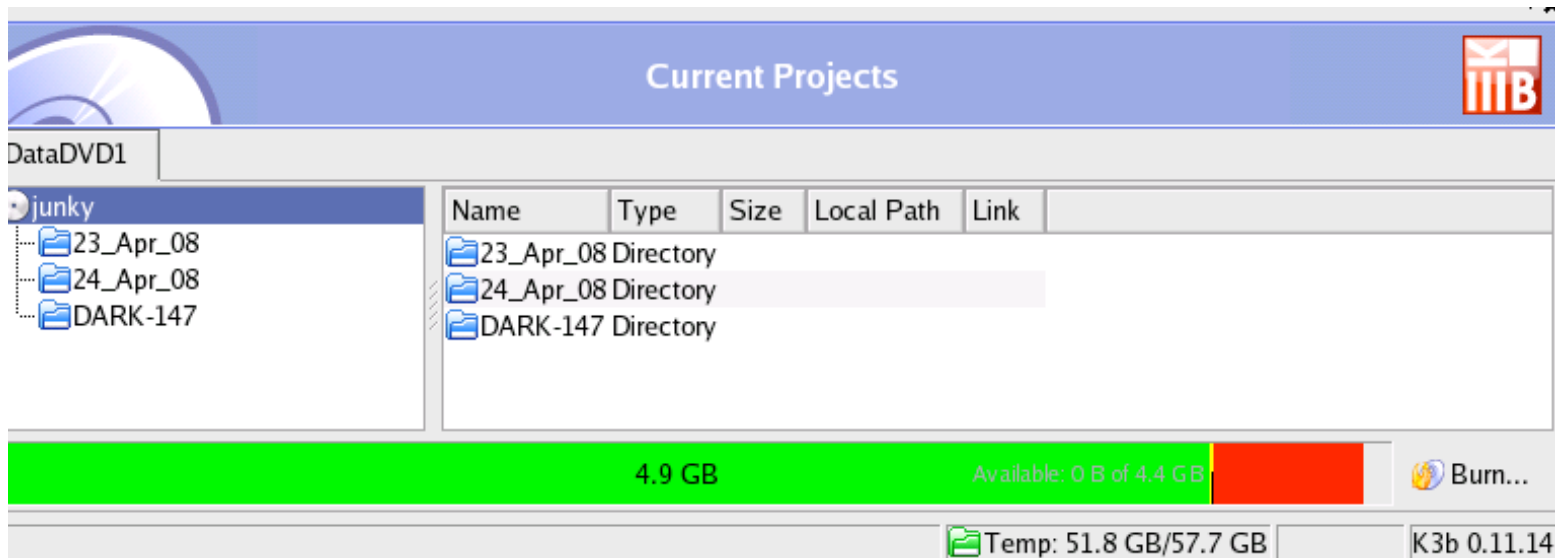 Current Projects
K3B
DataDVD1
junky
23_Apr_08
24_Apr_08
DARK-147
Name Type Size Local Path Link
23_Apr_08 Directory
24_Apr_08 Directory
DARK-147 Directory
4.9 GB Available: 0 B of 4.4 GB Burn...
Temp: 51.8 GB/57.7 GB K3b 0.11.14